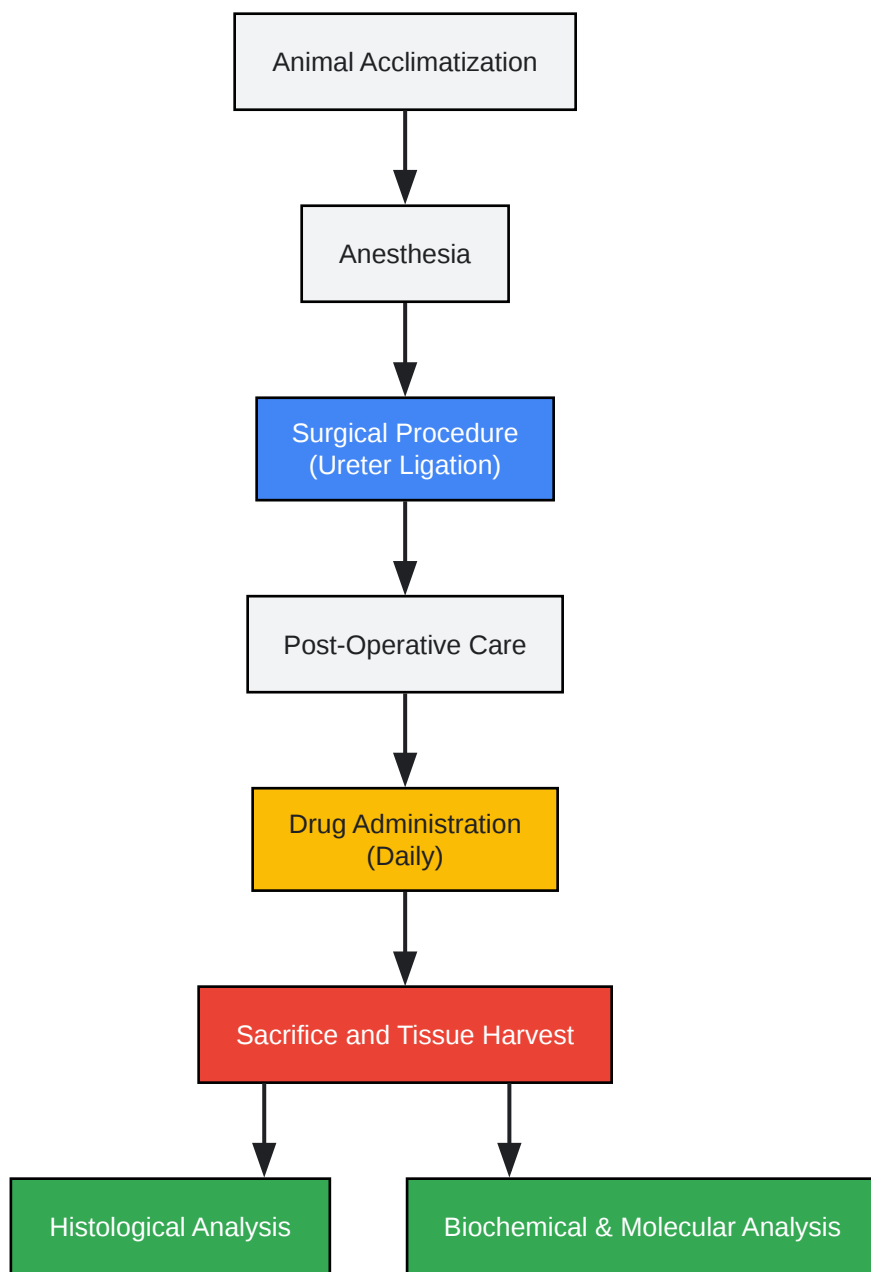 Animal Acclimatization
Anesthesia
Surgical Procedure
(Ureter Ligation)
Post-Operative Care
Drug Administration
(Daily)
Sacrifice and Tissue Harvest
Histological Analysis
Biochemical & Molecular Analysis